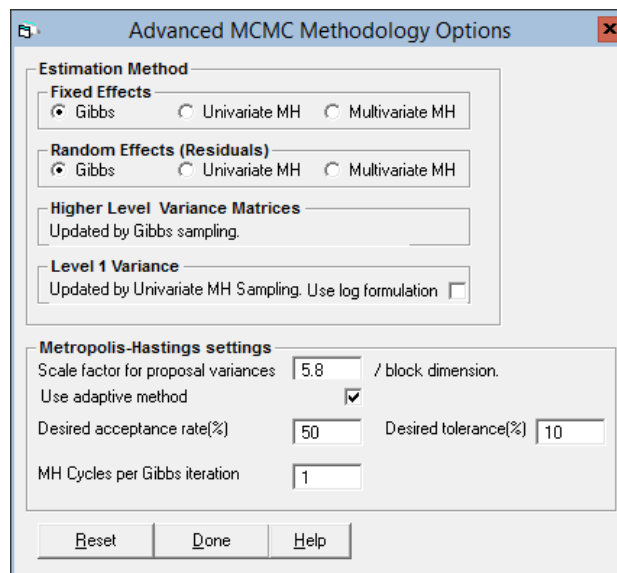 Advanced MCMC Methodology Options
Estimation Method
Fixed Effects
Gibbs Univariate MH Multivariate MH
Random Effects (Residuals)
Gibbs Univariate MH Multivariate MH
Higher Level Variance Matrices
Updated by Gibbs sampling.
Level 1 Variance
Updated by Univariate MH Sampling. Use log formulation
Metropolis-Hastings settings
Scale factor for proposal variances 5.8 / block dimension.
Use adaptive method
Desired acceptance rate(%) 50 Desired tolerance(%) 10
MH Cycles per Gibbs iteration 1
Reset Done Help